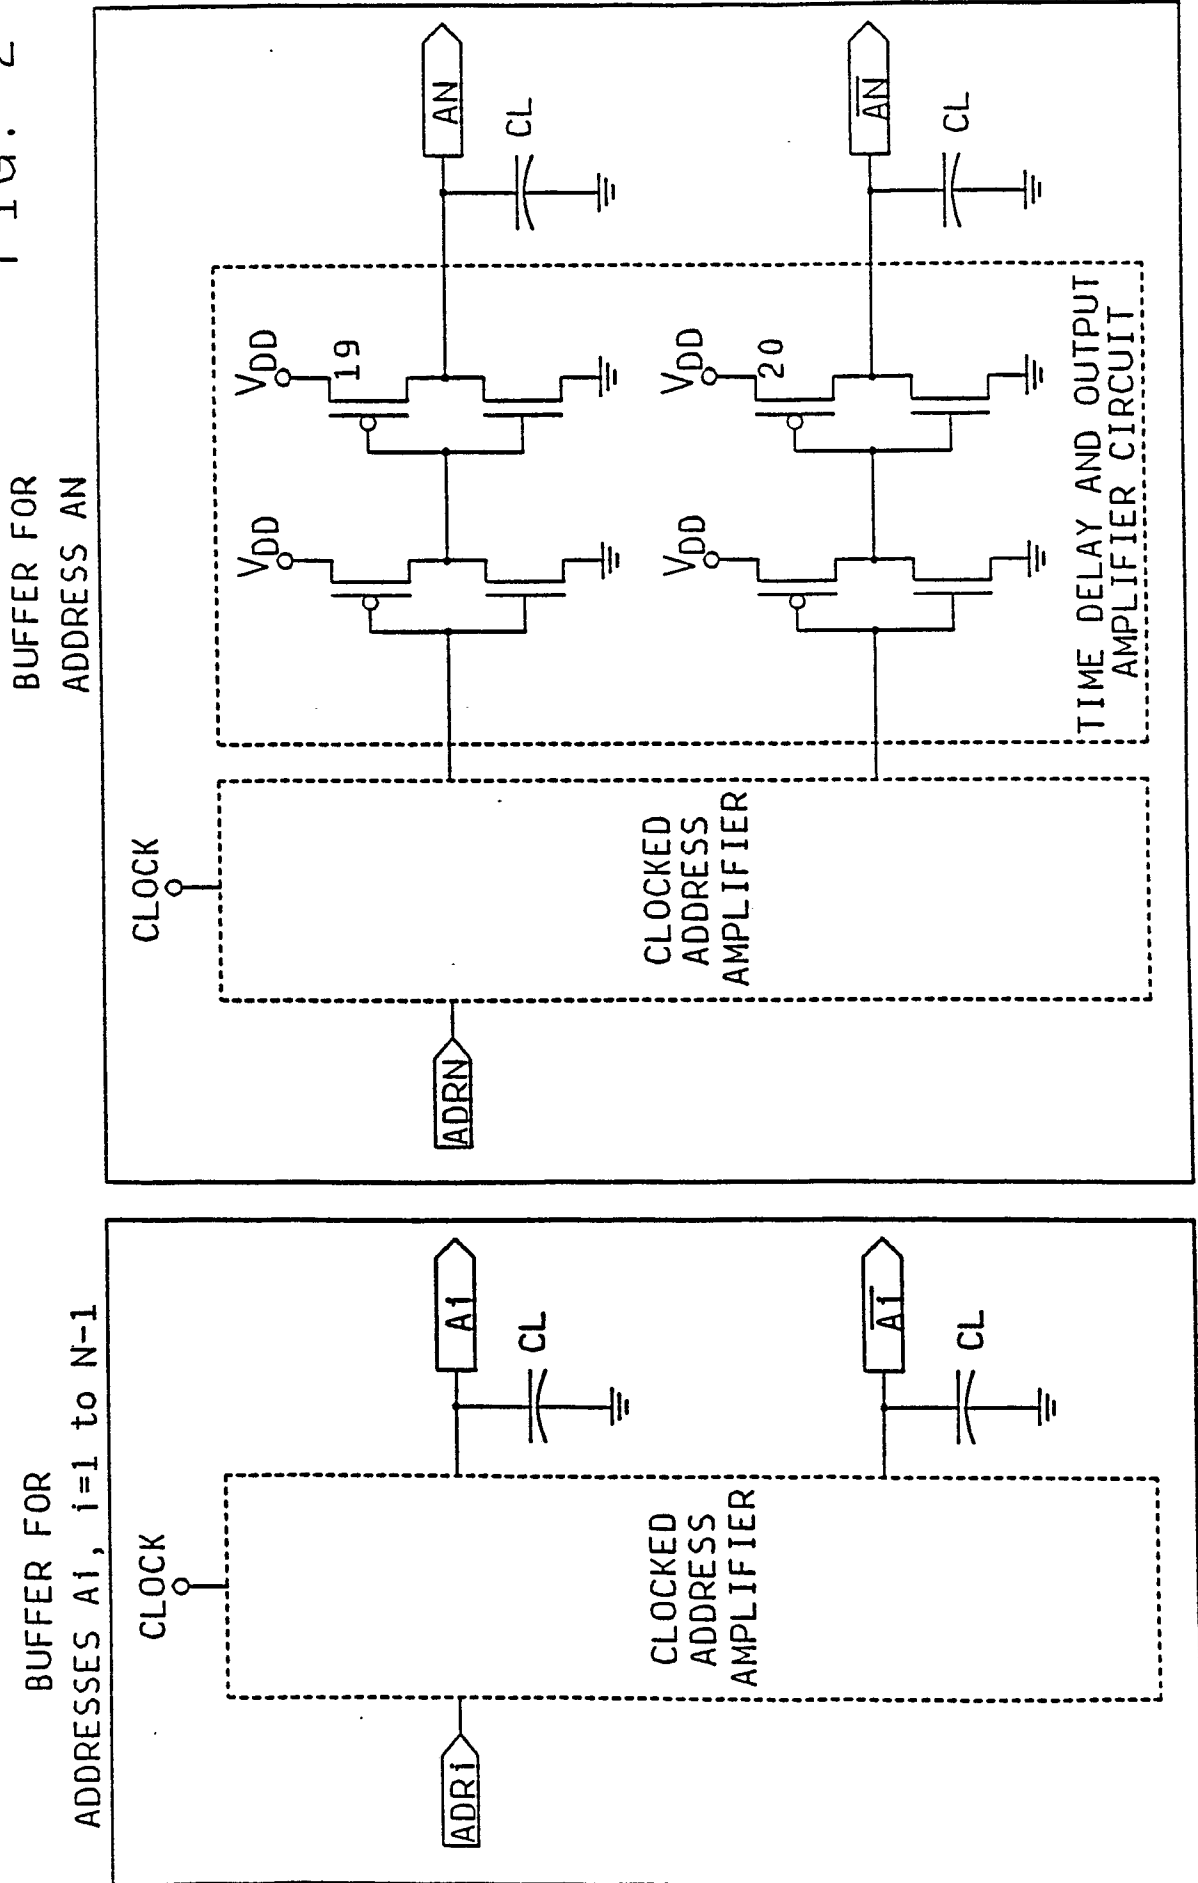 FIG. 2
BUFFER FOR
ADDRESSES Ai, i=1 to N-1
CLOCK
ADRi
CLOCKED
ADDRESS
AMPLIFIER
Ai
CL
A̅i̅
CL
BUFFER FOR
ADDRESS AN
CLOCK
ADRN
CLOCKED
ADDRESS
AMPLIFIER
VDD
VDD
19
VDD
VDD
20
TIME DELAY AND OUTPUT
AMPLIFIER CIRCUIT
AN
CL
A̅N̅
CL